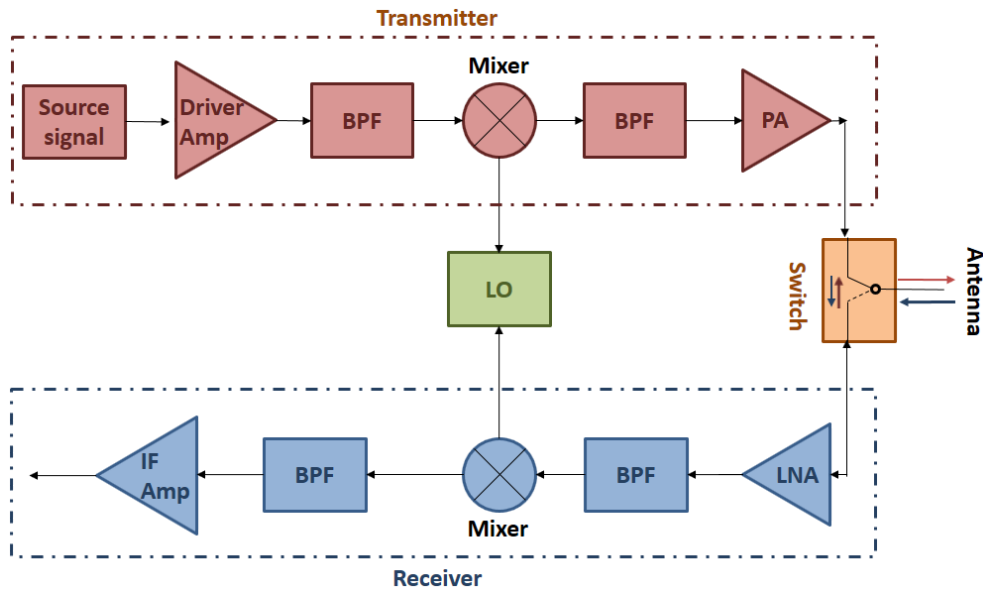 Transmitter
Mixer
Source
signal
Driver
Amp
BPF
BPF
PA
LO
Switch
Antenna
IF
Amp
BPF
BPF
LNA
Mixer
Receiver